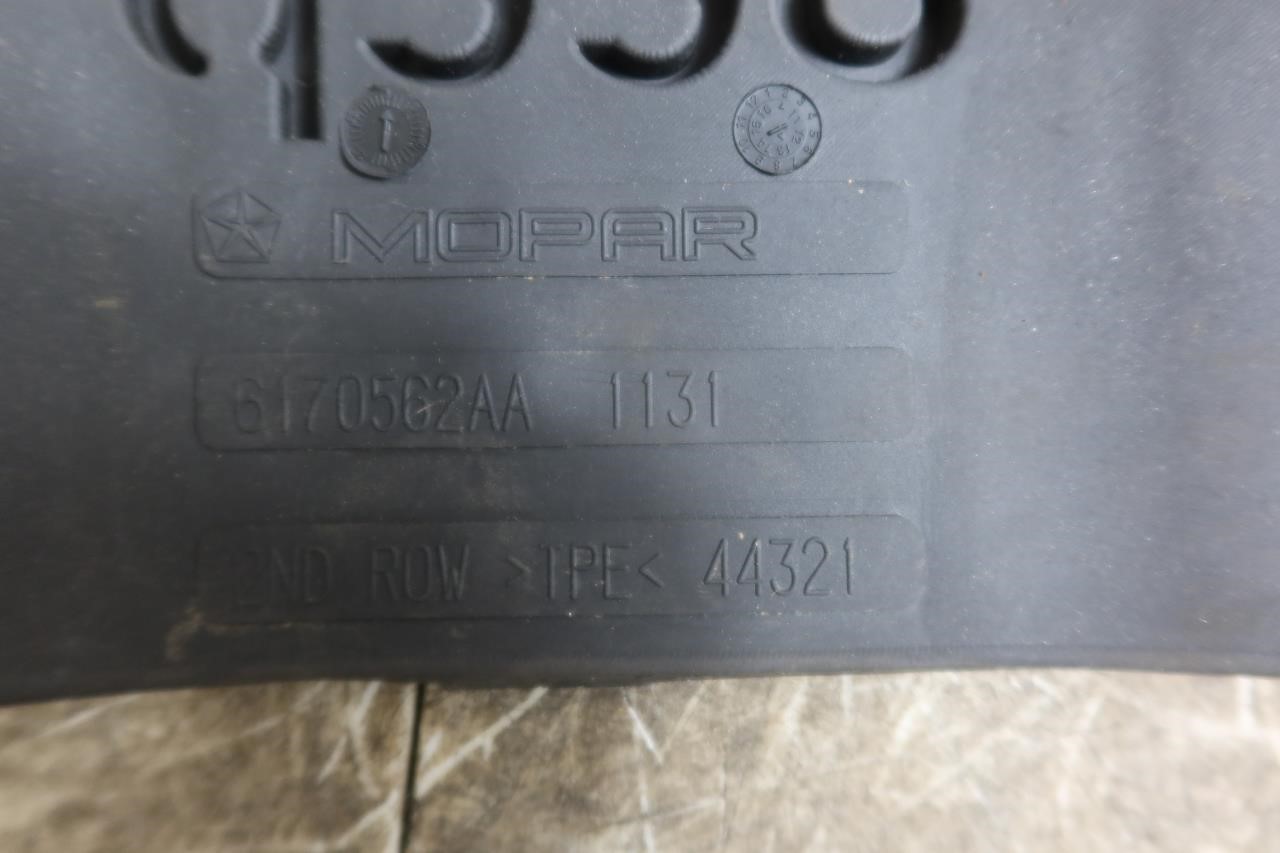 MOPAR
6170562AA 1131
2ND ROW >TPE< 44321